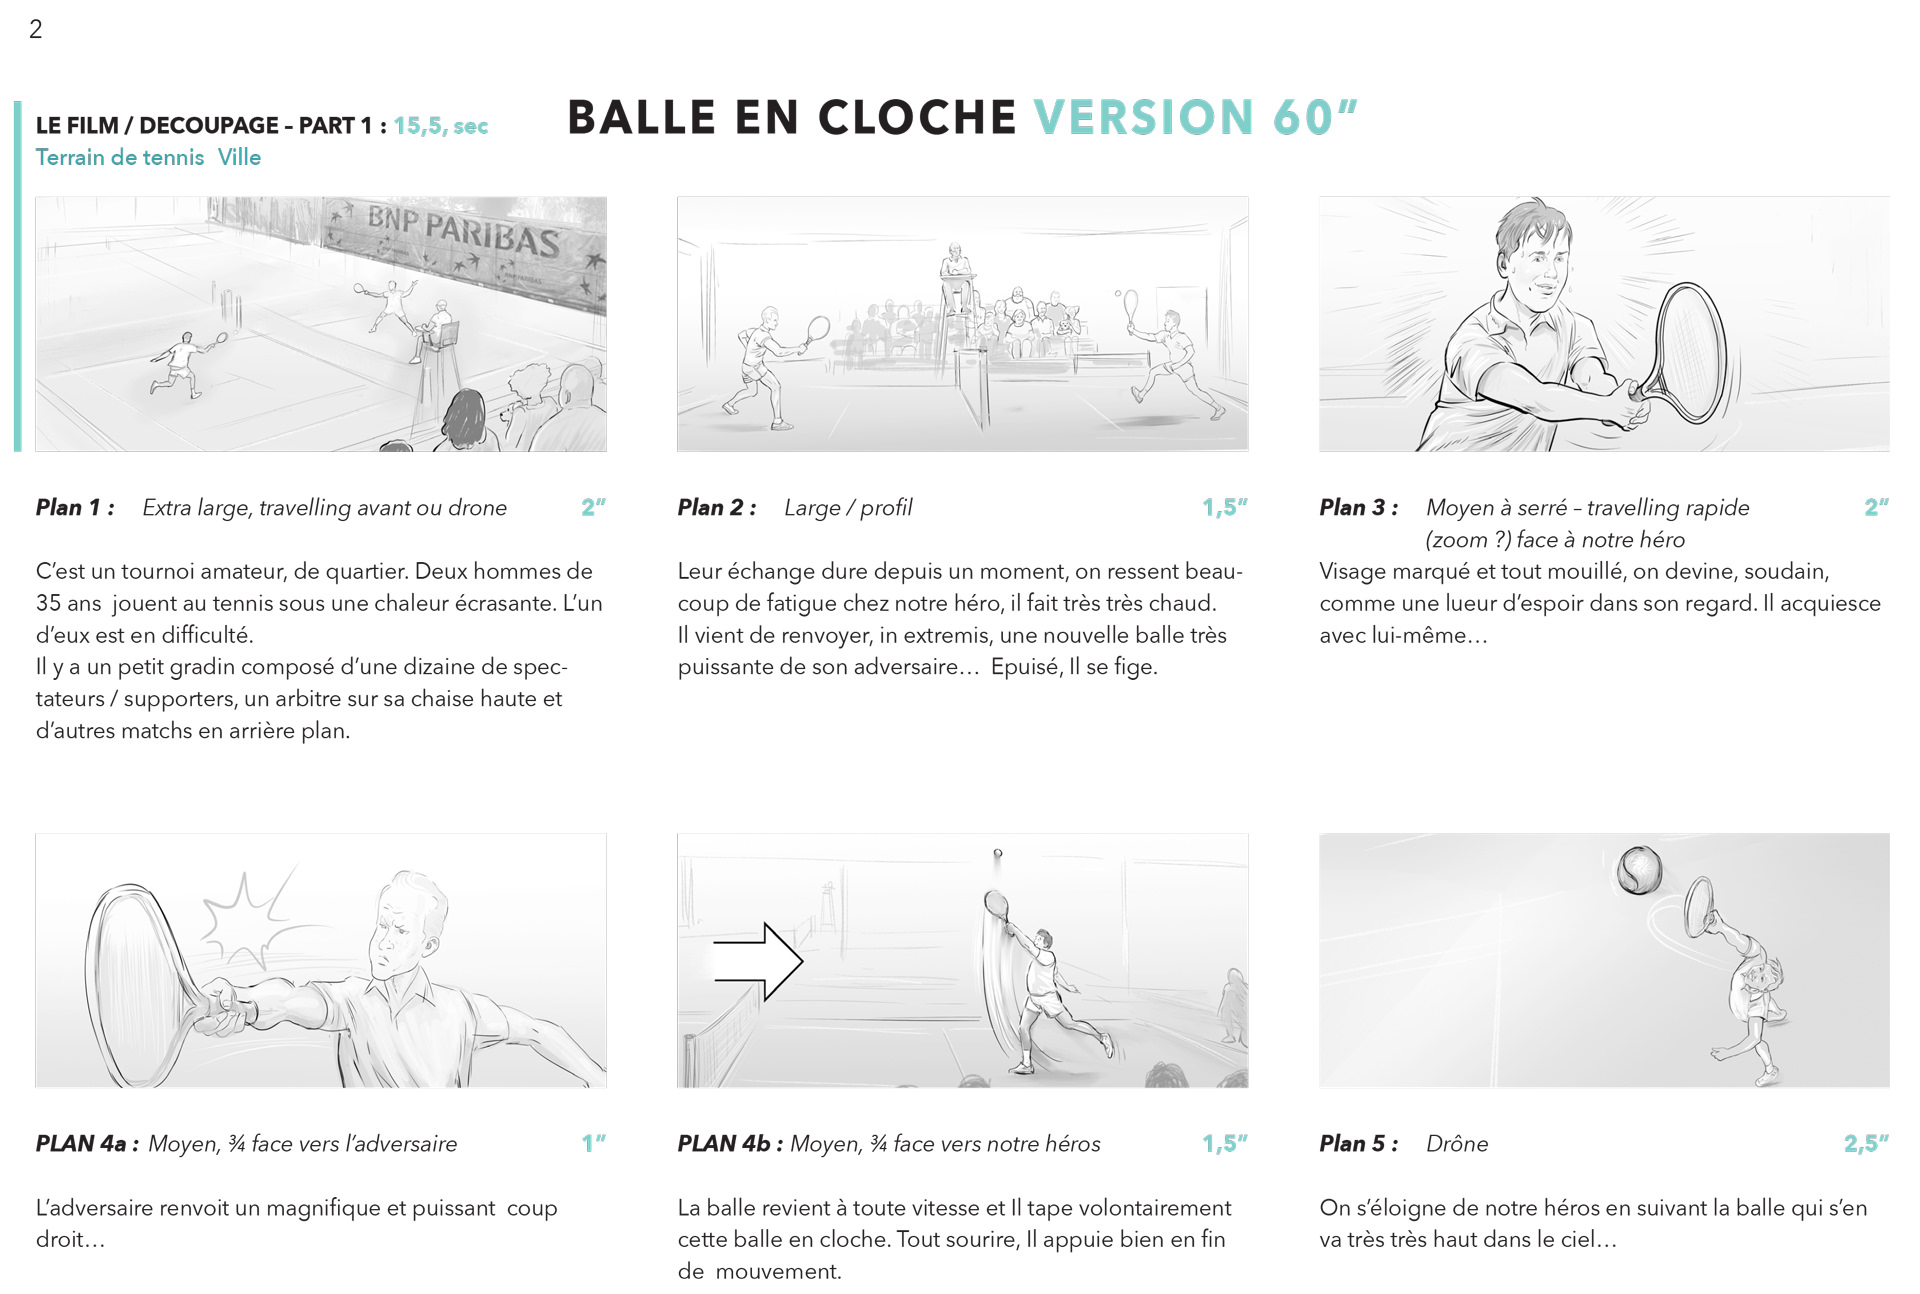 2
LE FILM / DECOUPAGE – PART 1 : 15,5, sec
Terrain de tennis Ville
BALLE EN CLOCHE VERSION 60”
BNP PARIBAS
BNP PARIBAS
BNP PARIBAS
Plan 1 : Extra large, travelling avant ou drone 2”
C’est un tournoi amateur, de quartier. Deux hommes de
35 ans jouent au tennis sous une chaleur écrasante. L’un
d’eux est en difficulté.
Il y a un petit gradin composé d’une dizaine de spec-
tateurs / supporters, un arbitre sur sa chaise haute et
d’autres matchs en arrière plan.
Plan 2 : Large / profil 1,5”
Leur échange dure depuis un moment, on ressent beau-
coup de fatigue chez notre héro, il fait très très chaud.
Il vient de renvoyer, in extremis, une nouvelle balle très
puissante de son adversaire… Epuisé, Il se fige.
Plan 3 : Moyen à serré – travelling rapide 2”
(zoom ?) face à notre héro
Visage marqué et tout mouillé, on devine, soudain,
comme une lueur d’espoir dans son regard. Il acquiesce
avec lui-même…
PLAN 4a : Moyen, ¾ face vers l’adversaire 1”
L’adversaire renvoit un magnifique et puissant coup
droit…
PLAN 4b : Moyen, ¾ face vers notre héros 1,5”
La balle revient à toute vitesse et Il tape volontairement
cette balle en cloche. Tout sourire, Il appuie bien en fin
de mouvement.
Plan 5 : Drône 2,5”
On s’éloigne de notre héros en suivant la balle qui s’en
va très très haut dans le ciel…